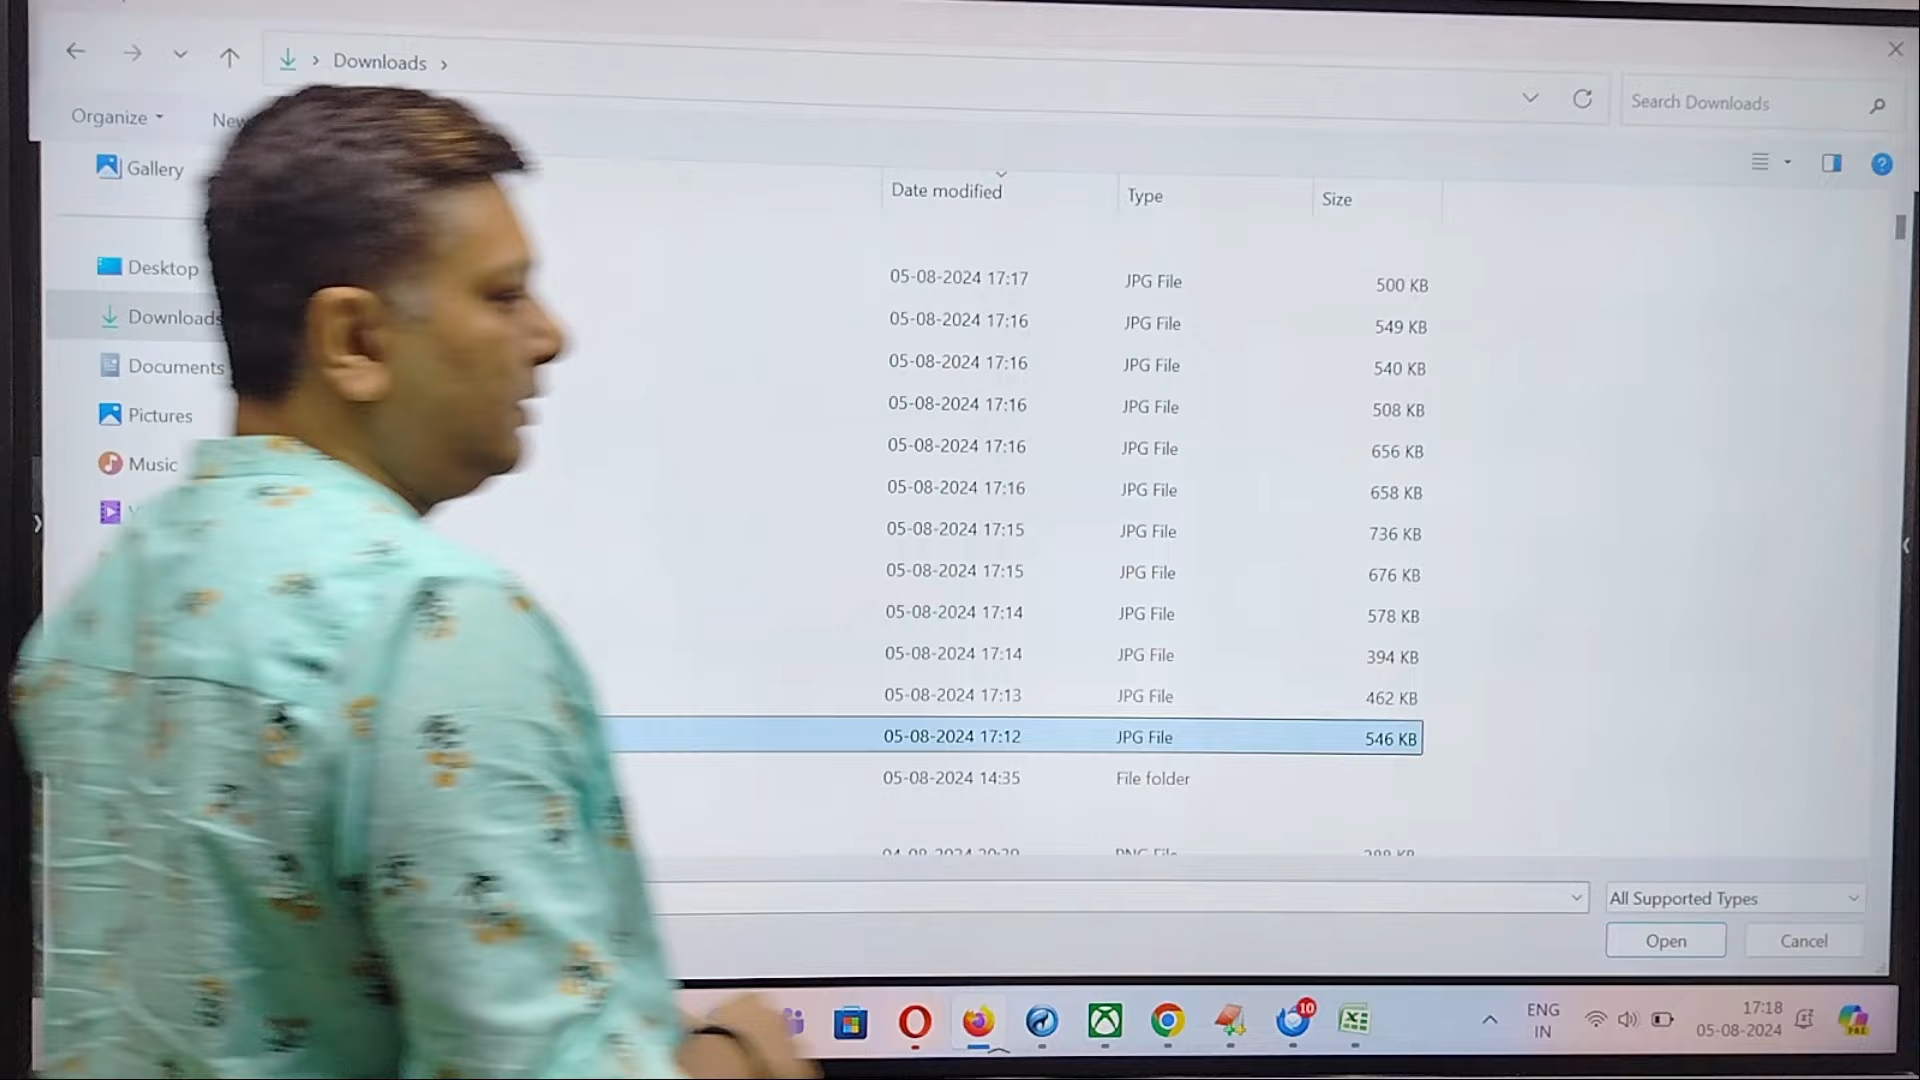 Downloads
Search Downloads
Organize
New
Gallery
Date modified Type Size
Desktop
Downloads
Documents
Pictures
Music
05-08-2024 17:17 JPG File 500 KB
05-08-2024 17:16 JPG File 549 KB
05-08-2024 17:16 JPG File 540 KB
05-08-2024 17:16 JPG File 508 KB
05-08-2024 17:16 JPG File 656 KB
05-08-2024 17:16 JPG File 658 KB
05-08-2024 17:15 JPG File 736 KB
05-08-2024 17:15 JPG File 676 KB
05-08-2024 17:14 JPG File 578 KB
05-08-2024 17:14 JPG File 394 KB
05-08-2024 17:13 JPG File 462 KB
05-08-2024 17:12 JPG File 546 KB
05-08-2024 14:35 File folder
All Supported Types
Open Cancel
10
ENG
IN
17:18
05-08-2024